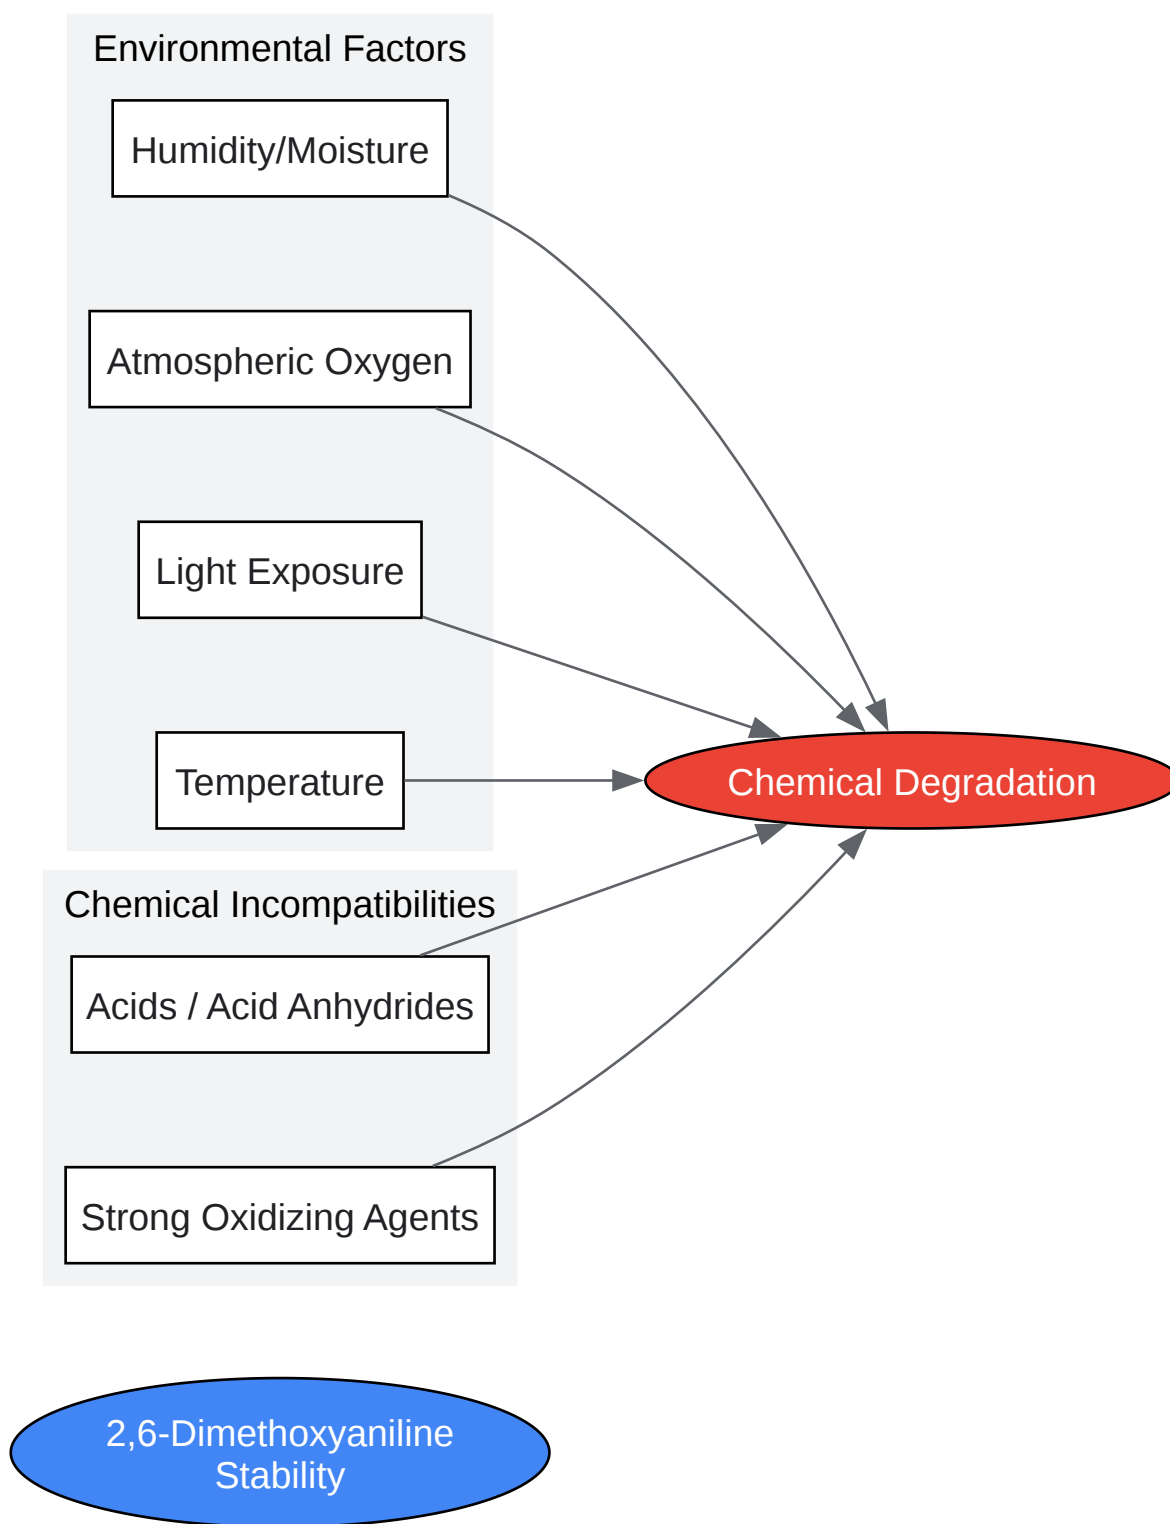 Environmental Factors
Humidity/Moisture
Atmospheric Oxygen
Light Exposure
Temperature
Chemical Degradation
Chemical Incompatibilities
Acids / Acid Anhydrides
Strong Oxidizing Agents
2,6-Dimethoxyaniline
Stability